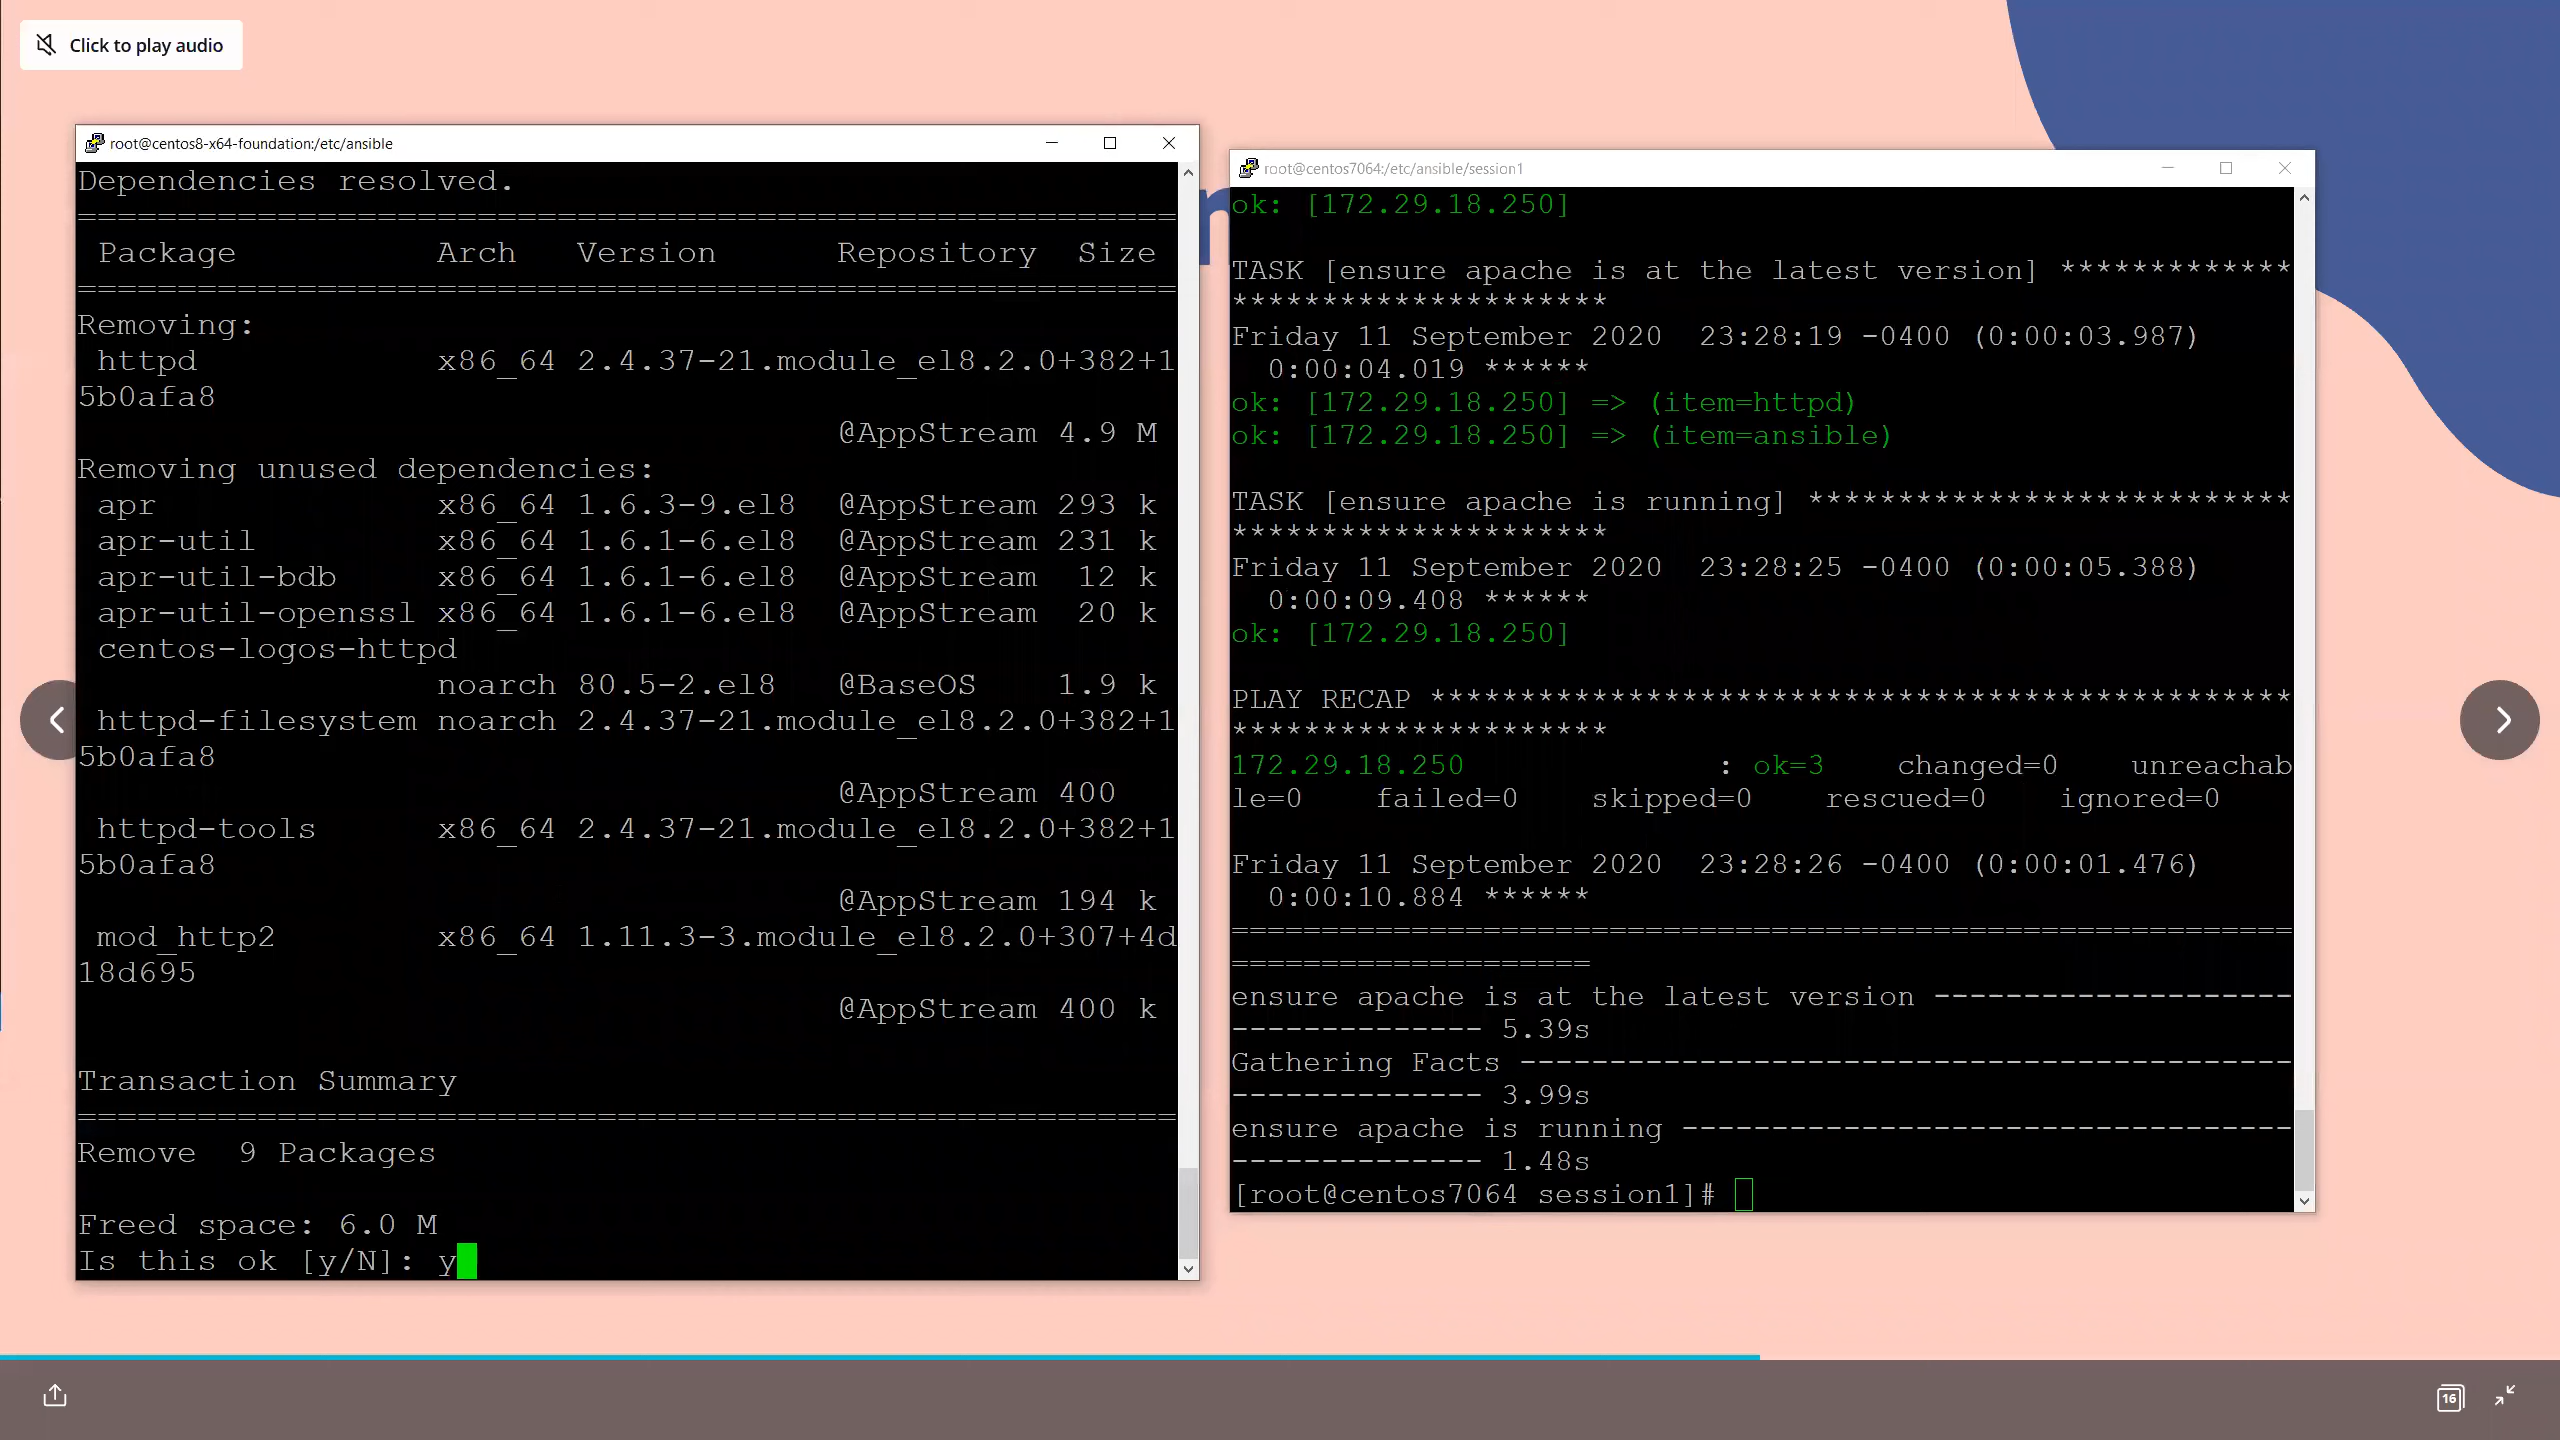 Click to play audio
root@centos8-x64-foundation:/etc/ansible
Dependencies resolved.
================================================================================
Package Arch Version Repository Size
================================================================================
Removing:
httpd x86_64 2.4.37-21.module_el8.2.0+382+1
5b0afa8
@AppStream 4.9 M
Removing unused dependencies:
apr x86_64 1.6.3-9.el8 @AppStream 293 k
apr-util x86_64 1.6.1-6.el8 @AppStream 231 k
apr-util-bdb x86_64 1.6.1-6.el8 @AppStream 12 k
apr-util-openssl x86_64 1.6.1-6.el8 @AppStream 20 k
centos-logos-httpd
noarch 80.5-2.el8 @BaseOS 1.9 k
httpd-filesystem noarch 2.4.37-21.module_el8.2.0+382+1
5b0afa8
@AppStream 400
httpd-tools x86_64 2.4.37-21.module_el8.2.0+382+1
5b0afa8
@AppStream 194 k
mod_http2 x86_64 1.11.3-3.module_el8.2.0+307+4d
18d695
@AppStream 400 k
Transaction Summary
================================================================================
Remove 9 Packages
Freed space: 6.0 M
Is this ok [y/N]: y
root@centos7064:/etc/ansible/session1
ok: [172.29.18.250]
TASK [ensure apache is at the latest version] *************
*********************
Friday 11 September 2020 23:28:19 -0400 (0:00:03.987)
0:00:04.019 ******
ok: [172.29.18.250] => (item=httpd)
ok: [172.29.18.250] => (item=ansible)
TASK [ensure apache is running] ***************************
*********************
Friday 11 September 2020 23:28:25 -0400 (0:00:05.388)
0:00:09.408 ******
ok: [172.29.18.250]
PLAY RECAP ************************************************
*********************
172.29.18.250 : ok=3 changed=0 unreachab
le=0 failed=0 skipped=0 rescued=0 ignored=0
Friday 11 September 2020 23:28:26 -0400 (0:00:01.476)
0:00:10.884 ******
===========================================================
====================
ensure apache is at the latest version --------------------
-------------- 5.39s
Gathering Facts -------------------------------------------
-------------- 3.99s
ensure apache is running ----------------------------------
-------------- 1.48s
[root@centos7064 session1]#
16